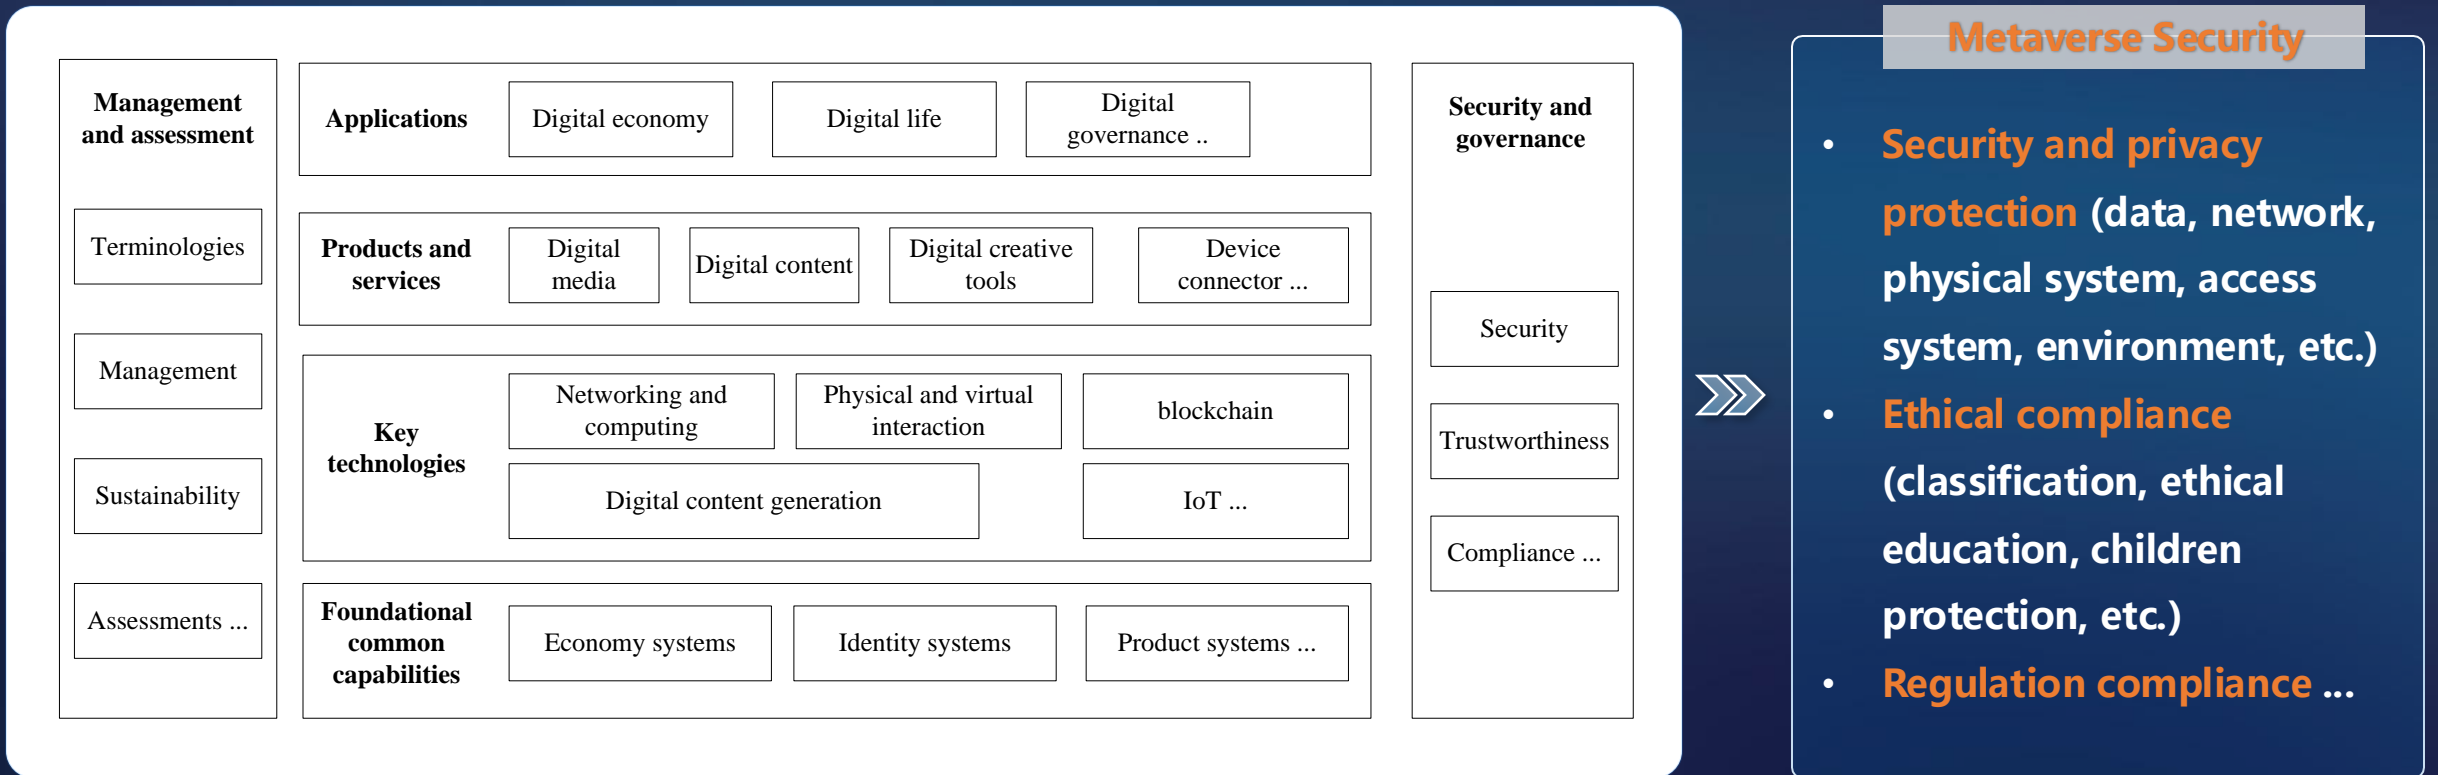 Management
and assessment
Terminologies
Management
Sustainability
Assessments ...
Applications
Digital economy
Digital life
Digital
governance ..
Products and
services
Digital
media
Digital content
Digital creative
tools
Device
connector ...
Key
technologies
Networking and
computing
Physical and virtual
interaction
blockchain
Digital content generation
IoT ...
Foundational
common
capabilities
Economy systems
Identity systems
Product systems ...
Security and
governance
Security
Trustworthiness
Compliance ...
Metaverse Security
• Security and privacy
protection (data, network,
physical system, access
system, environment, etc.)
• Ethical compliance
(classification, ethical
education, children
protection, etc.)
• Regulation compliance ...